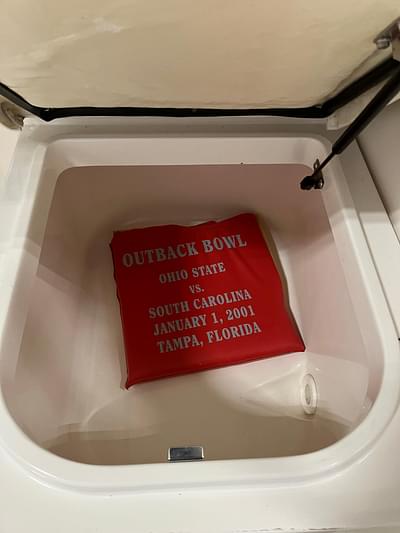 OUTBACK BOWL
OHIO STATE
VS.
SOUTH CAROLINA
JANUARY 1, 2001
TAMPA, FLORIDA